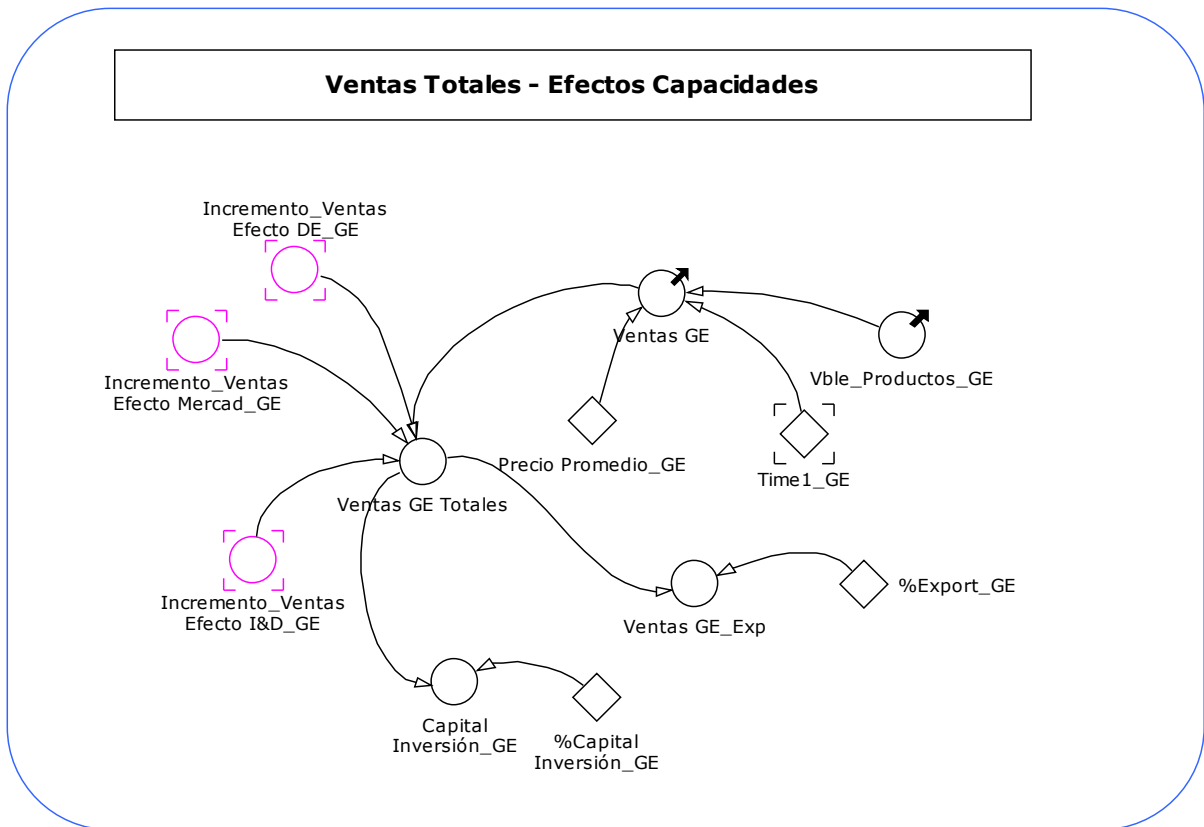 Ventas Totales - Efectos Capacidades
Incremento_Ventas
Efecto DE_GE
Ventas GE
Vble_Productos_GE
Incremento_Ventas
Efecto Mercad_GE
Precio Promedio_GE
Time1_GE
Ventas GE Totales
%Export_GE
Incremento_Ventas
Efecto I&D_GE
Ventas GE_Exp
Capital
Inversión_GE
%Capital
Inversión_GE